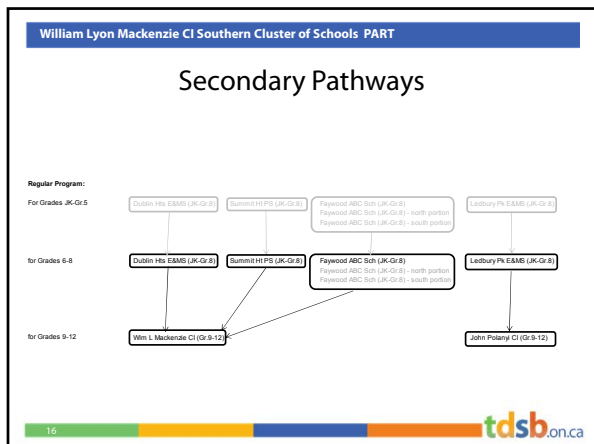 William Lyon Mackenzie CI Southern Cluster of Schools PART
Secondary Pathways
Regular Program:
For Grades JK-Gr.5
Dublin Hts E&MS (JK-Gr.8)
Summit Ht PS (JK-Gr.8)
Faywood ABC Sch (JK-Gr.8)
Faywood ABC Sch (JK-Gr.8) - north portion
Faywood ABC Sch (JK-Gr.8) - south portion
Ledbury Pk E&MS (JK-Gr.8)
for Grades 6-8
Dublin Hts E&MS (JK-Gr.8)
Summit Ht PS (JK-Gr.8)
Faywood ABC Sch (JK-Gr.8)
Faywood ABC Sch (JK-Gr.8) - north portion
Faywood ABC Sch (JK-Gr.8) - south portion
Ledbury Pk E&MS (JK-Gr.8)
for Grades 9-12
Wim L Mackenzie CI (Gr.9-12)
John Polanyi CI (Gr.9-12)
16
tdsb.on.ca